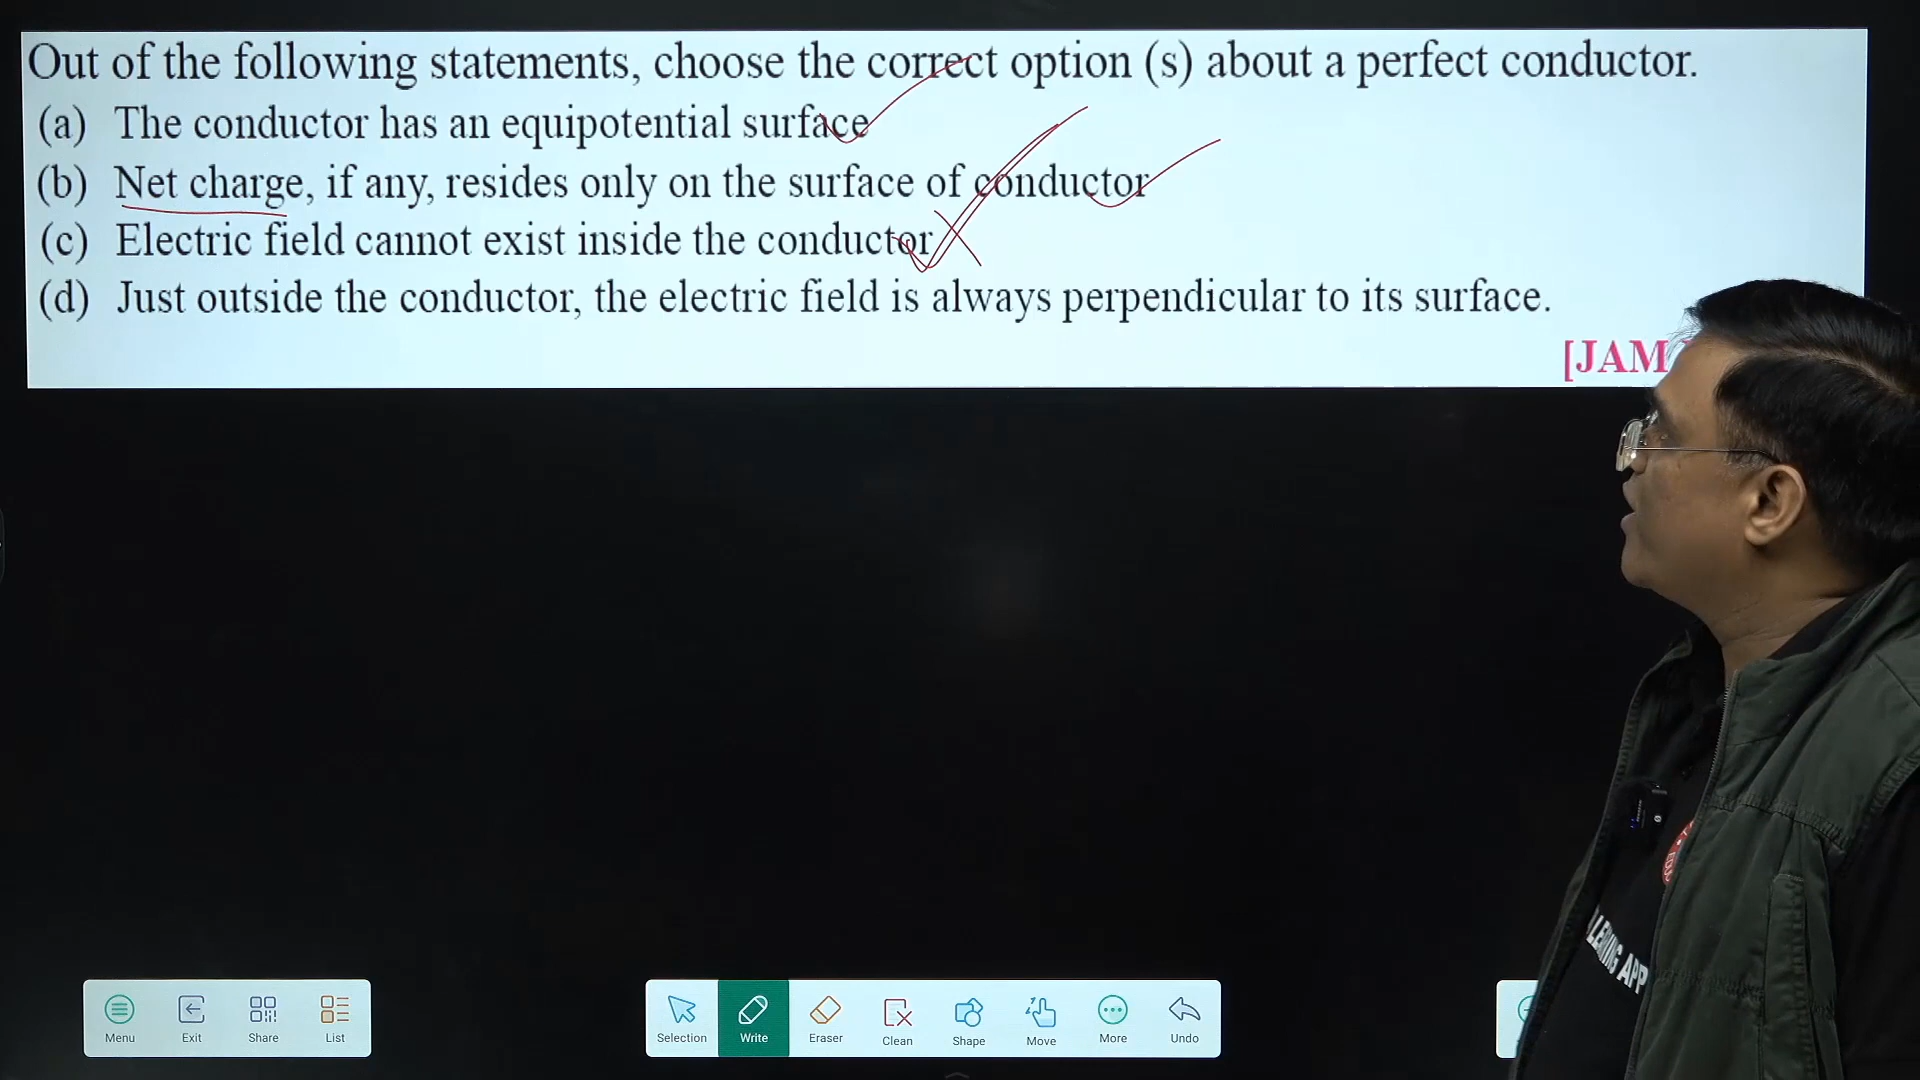 Out of the following statements, choose the correct option (s) about a perfect conductor.
(a) The conductor has an equipotential surface
(b) Net charge, if any, resides only on the surface of conductor
(c) Electric field cannot exist inside the conductor
(d) Just outside the conductor, the electric field is always perpendicular to its surface.
[JAM
LEARNING APP
Menu Exit Share List Selection Write Eraser Clean Shape Move More Undo